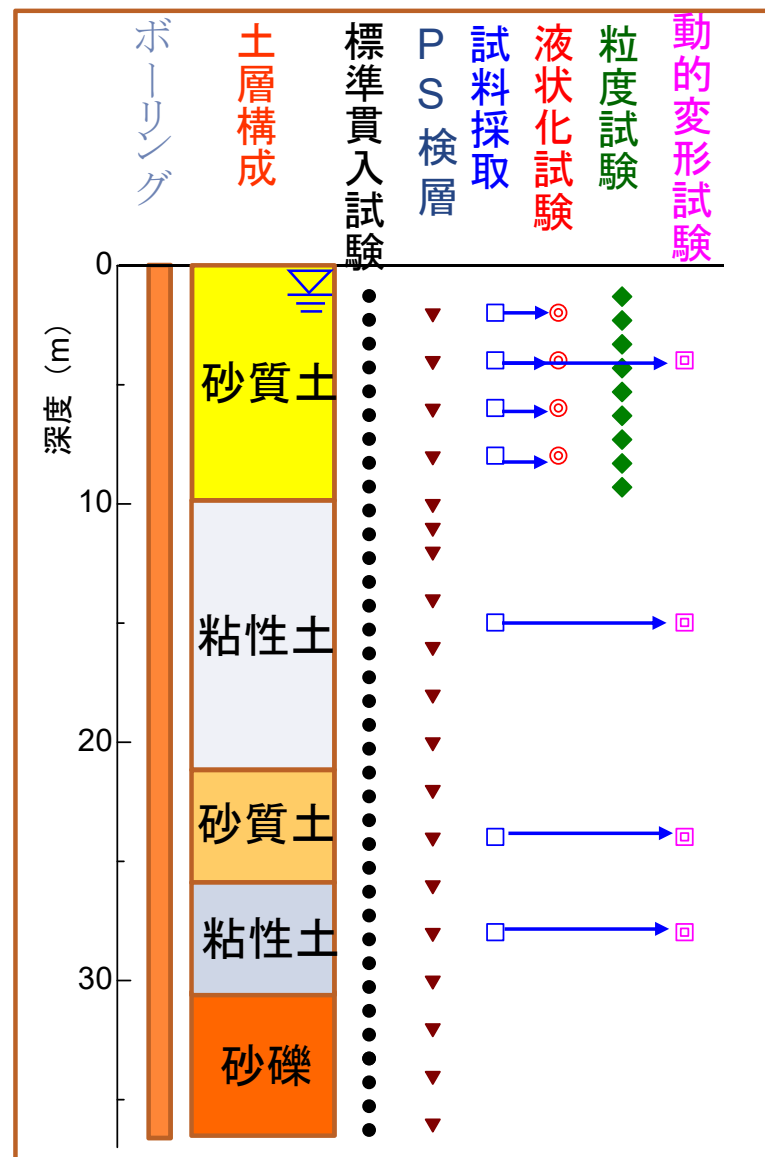 ボーリング
土層構成
標準貫入試験
PS検層
試料採取
液状化試験
粒度試験
動的変形試験
0
10
20
30
深度（m）
砂質土
粘性土
砂質土
粘性土
砂礫